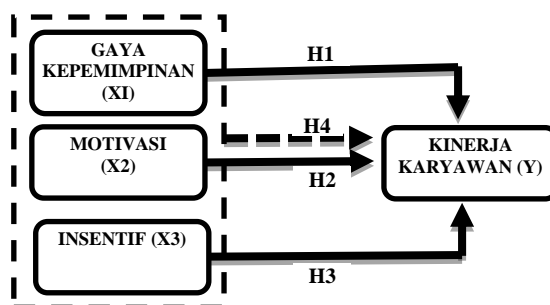 GAYA
KEPEMIMPINAN
(XI)
H1
MOTIVASI
(X2)
H4
H2
KINERJA
KARYAWAN (Y)
INSENTIF (X3)
H3